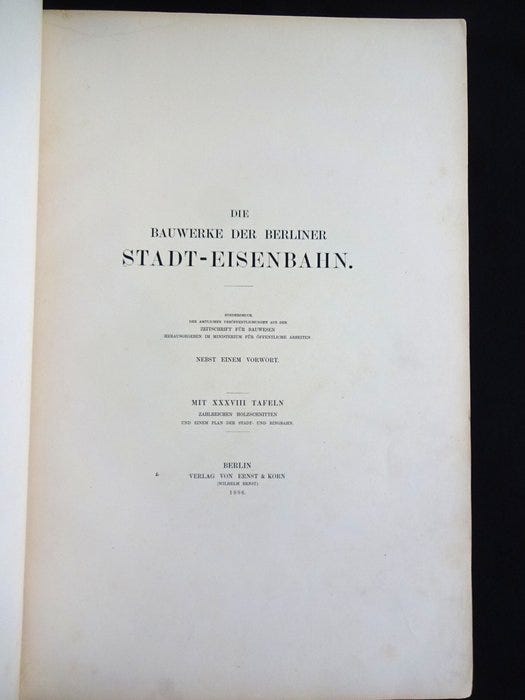 DIE
BAUWERKE DER BERLINER
STADT-EISENBAHN.
SONDERDRUCK
DER AMTLICHEN VERÖFFENTLICHUNGEN AUS DER
ZEITSCHRIFT FÜR BAUWESEN
HERAUSGEGEBEN IM MINISTERIUM FÜR ÖFFENTLICHE ARBEITEN
NEBST EINEM VORWORT.
MIT XXXVIII TAFELN
ZAHLREICHEN HOLZSCHNITTEN
UND EINEM PLAN DER STADT- UND RINGBAHN.
BERLIN
VERLAG VON ERNST & KORN
(WILHELM ERNST)
1886.